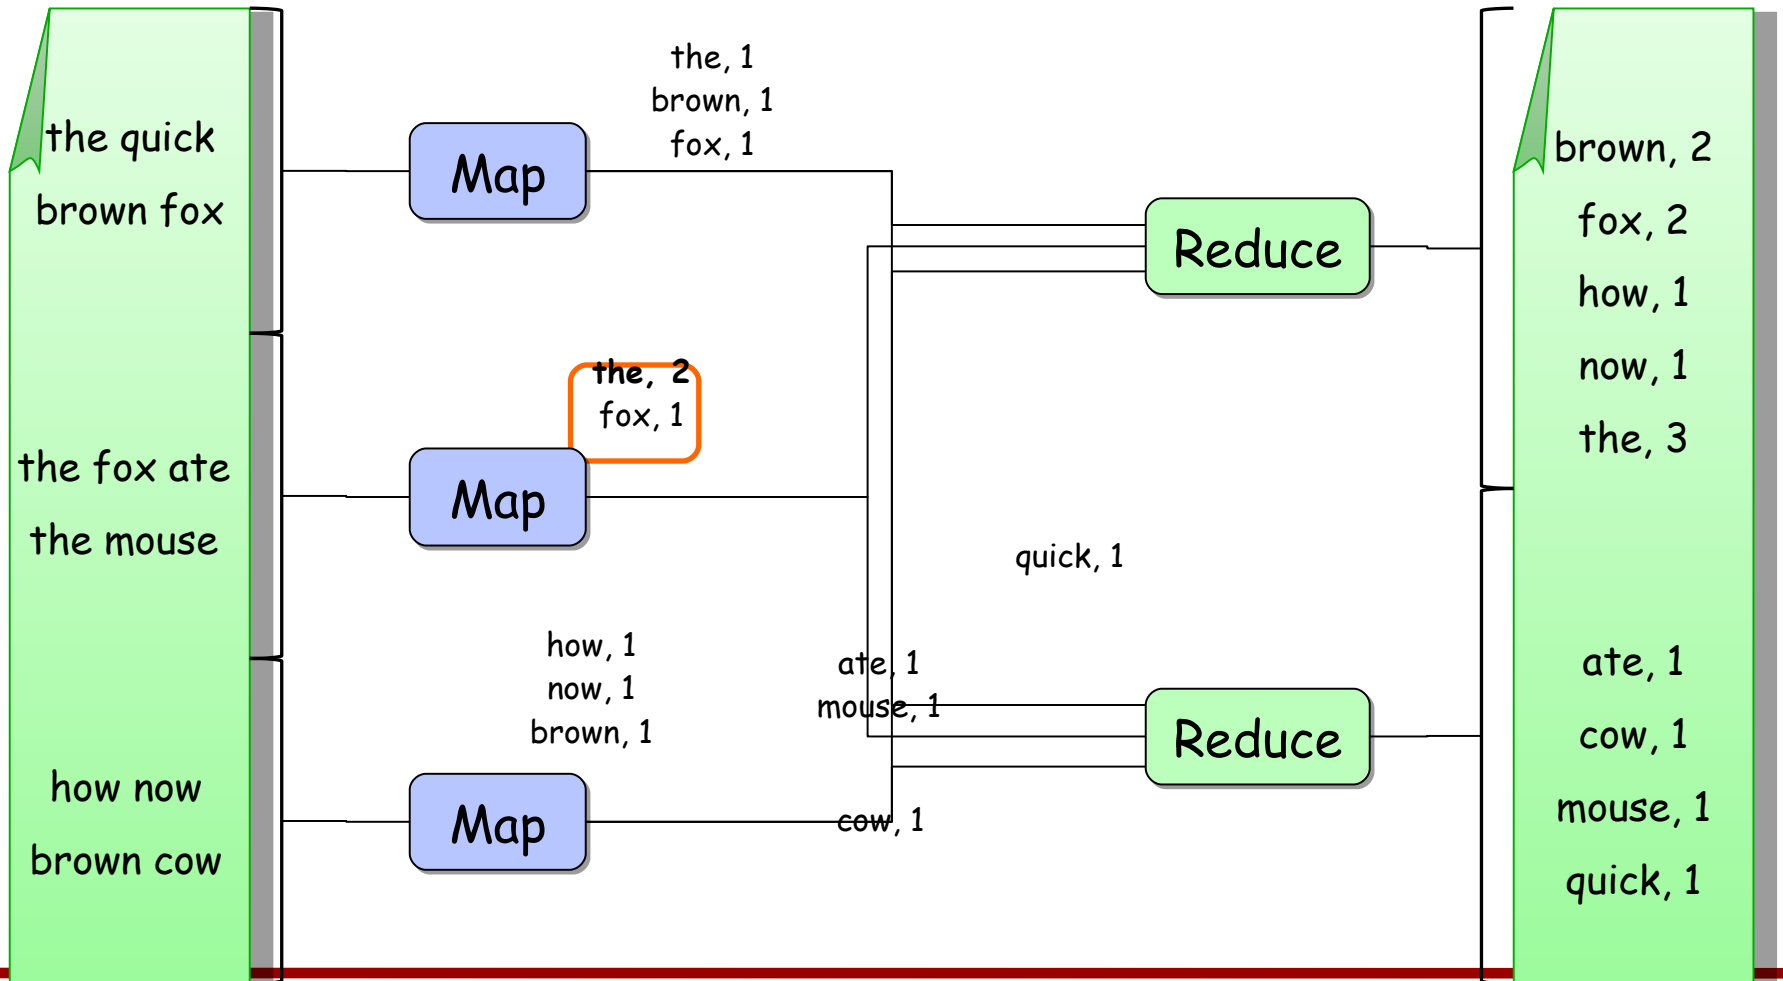 the quick
brown fox
the fox ate
the mouse
how now
brown cow
Map
the, 1
brown, 1
fox, 1
Map
the, 2
fox, 1
Map
how, 1
now, 1
brown, 1
quick, 1
ate, 1
mouse, 1
cow, 1
Reduce
Reduce
brown, 2
fox, 2
how, 1
now, 1
the, 3
ate, 1
cow, 1
mouse, 1
quick, 1